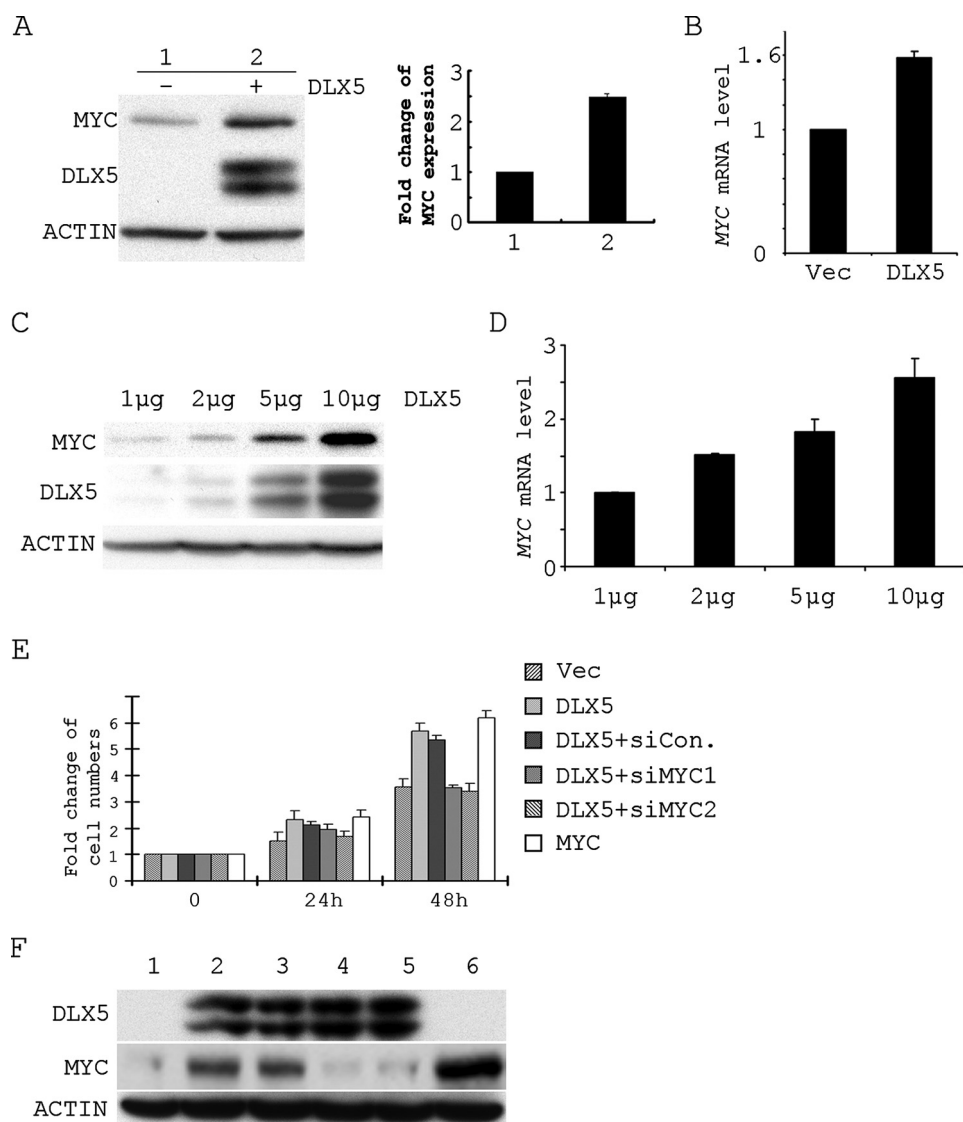 A
1 2
− + DLX5
MYC
DLX5
ACTIN
Fold change of
MYC expression
3
2
1
0
1 2
B
MYC mRNA level
1.6
1
0
Vec DLX5
C
1µg 2µg 5µg 10µg DLX5
MYC
DLX5
ACTIN
D
MYC mRNA level
3
2
1
0
1µg 2µg 5µg 10µg
E
Fold change of
cell numbers
6
5
4
3
2
1
0
0 24h 48h
Vec
DLX5
DLX5+siCon.
DLX5+siMYC1
DLX5+siMYC2
MYC
F
1 2 3 4 5 6
DLX5
MYC
ACTIN